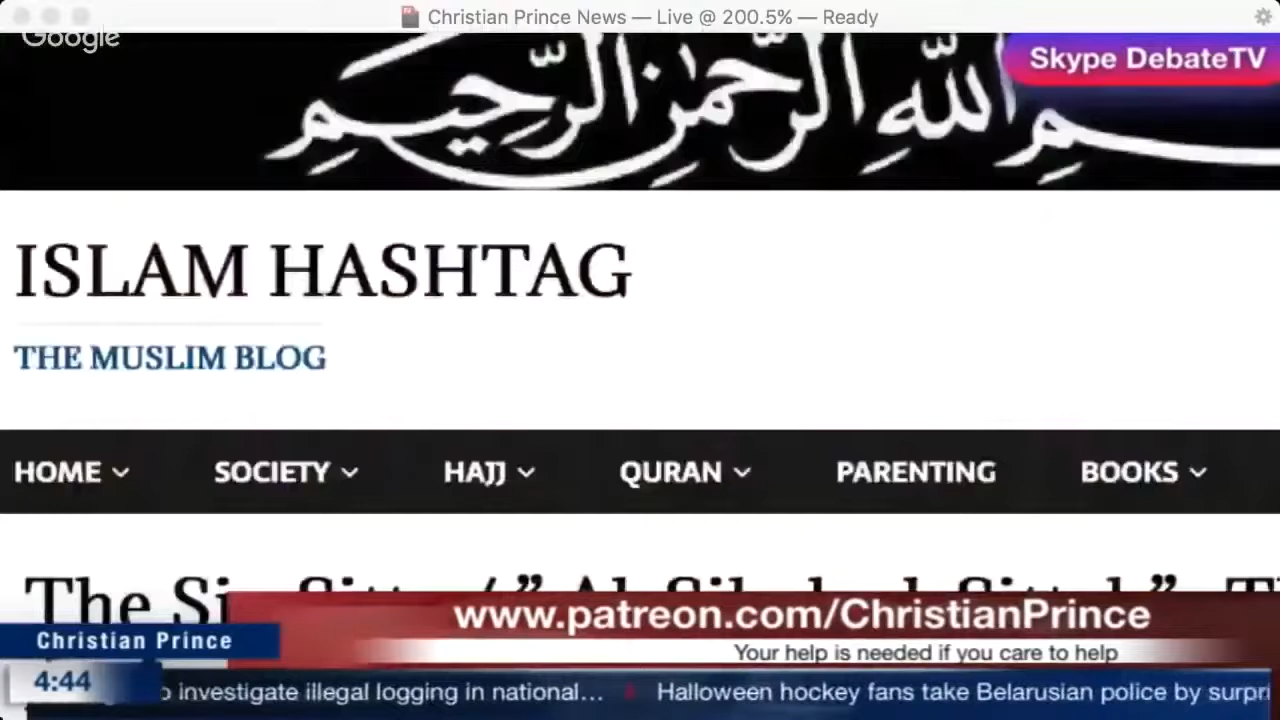 Christian Prince News — Live @ 200.5% — Ready
Google
Skype DebateTV
بسم الله الرحمن الرحيم
ISLAM HASHTAG
THE MUSLIM BLOG
HOME
SOCIETY
HAJJ
QURAN
PARENTING
BOOKS
The
www.patreon.com/ChristianPrince
Christian Prince
Your help is needed if you care to help
4:44
investigate illegal logging in national...
Halloween hockey fans take Belarusian police by